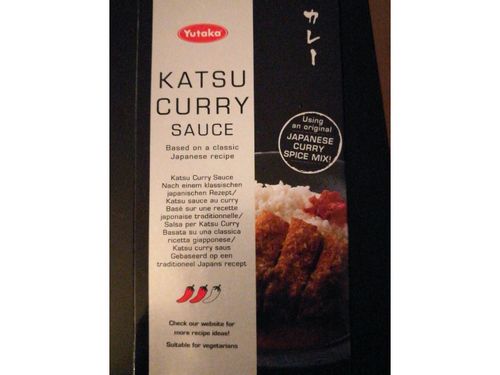 Yutaka
カレー
KATSU
CURRY
SAUCE
Based on a classic
Japanese recipe
Using
an original
JAPANESE
CURRY
SPICE MIX!
Katsu Curry Sauce
Nach einem klassischen
japanischen Rezept/
Katsu sauce au curry
Basé sur une recette
japonaise traditionnelle/
Salsa per Katsu Curry
Basata su una classica
ricetta giapponese/
Katsu curry saus
Gebaseerd op een
traditioneel Japans recept
Check our website for
more recipe ideas!
Suitable for vegetarians